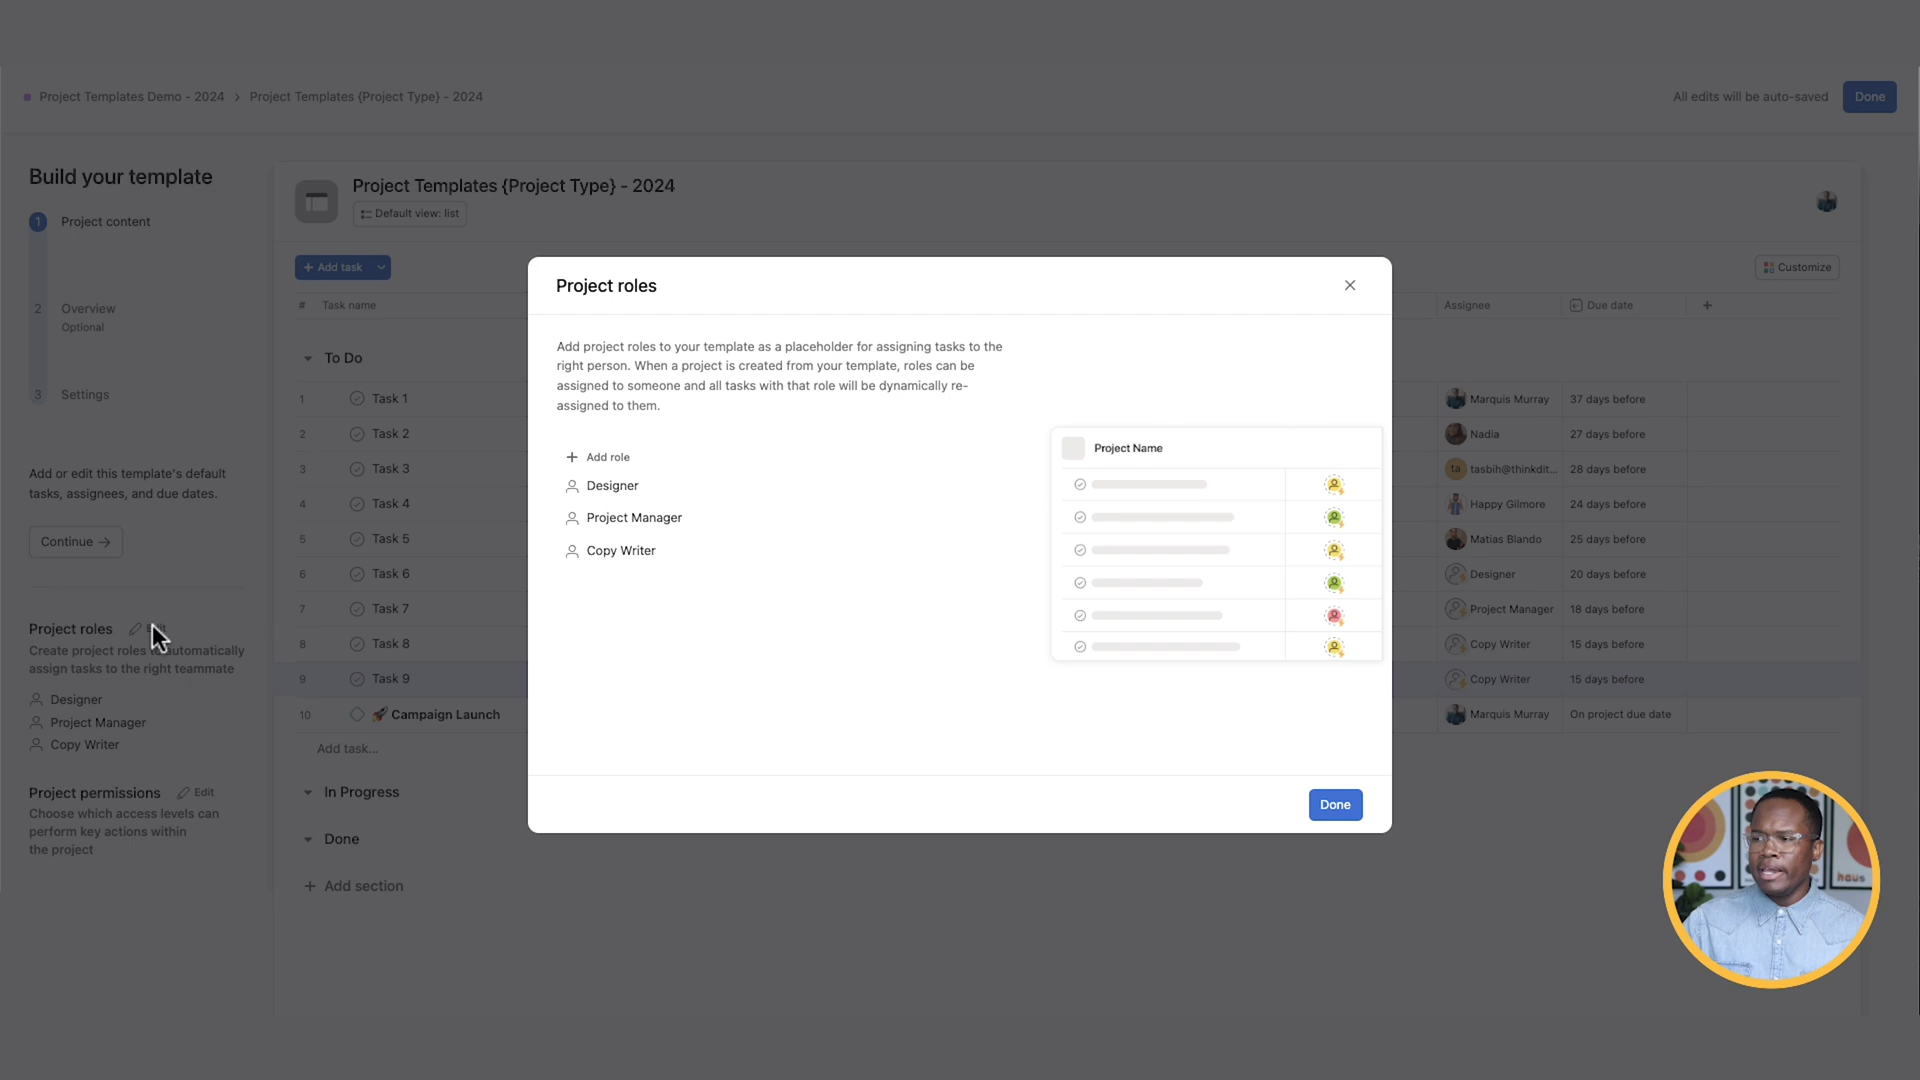 Project Templates Demo - 2024 > Project Templates {Project Type} - 2024
All edits will be auto-saved
Done
Build your template
1 Project content
2 Overview
Optional
3 Settings
Add or edit this template's default
tasks, assignees, and due dates.
Continue →
Project roles
Create project roles automatically
assign tasks to the right teammate
Designer
Project Manager
Copy Writer
Project permissions Edit
Choose which access levels can
perform key actions within
the project
Project Templates {Project Type} - 2024
Default view: list
+ Add task
Customize
# Task name
Assignee Due date +
To Do
1 Task 1 Marquis Murray 37 days before
2 Task 2 Nadia 27 days before
3 Task 3 ta tasbih@thinkdit... 28 days before
4 Task 4 Happy Gilmore 24 days before
5 Task 5 Matias Blando 25 days before
6 Task 6 Designer 20 days before
7 Task 7 Project Manager 18 days before
8 Task 8 Copy Writer 15 days before
9 Task 9 Copy Writer 15 days before
10 🚀 Campaign Launch Marquis Murray On project due date
Add task...
In Progress
Done
+ Add section
Project roles
Add project roles to your template as a placeholder for assigning tasks to the
right person. When a project is created from your template, roles can be
assigned to someone and all tasks with that role will be dynamically re-
assigned to them.
+ Add role
Designer
Project Manager
Copy Writer
Project Name
Done
haus